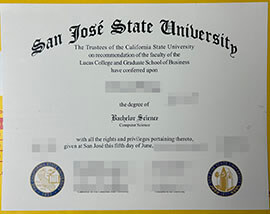 San José State University
The Trustees of the California State University
on recommendation of the faculty of the
Lucas College and Graduate School of Business
have conferred upon
the degree of
Bachelor Science
Computer Science
with all the rights and privileges pertaining thereto,
given at San José this fifth day of June,